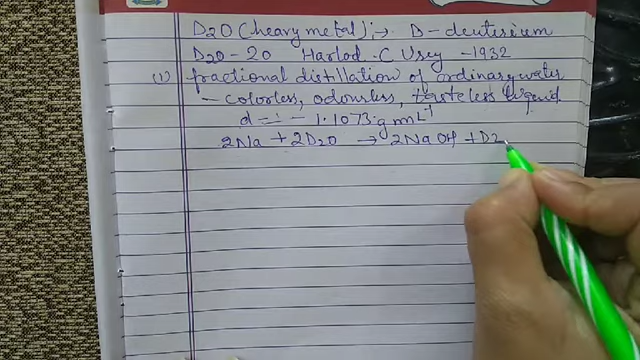 D2O (heavy metal) :→ D - deuterium
D20 - 20 Harlod . C Urey - 1932
(1) fractional distillation of ordinary water
- colorless, odourless, tasteless liquid
d = - 1.1073 g mL⁻¹
2Na + 2D2O → 2NaOH + D2